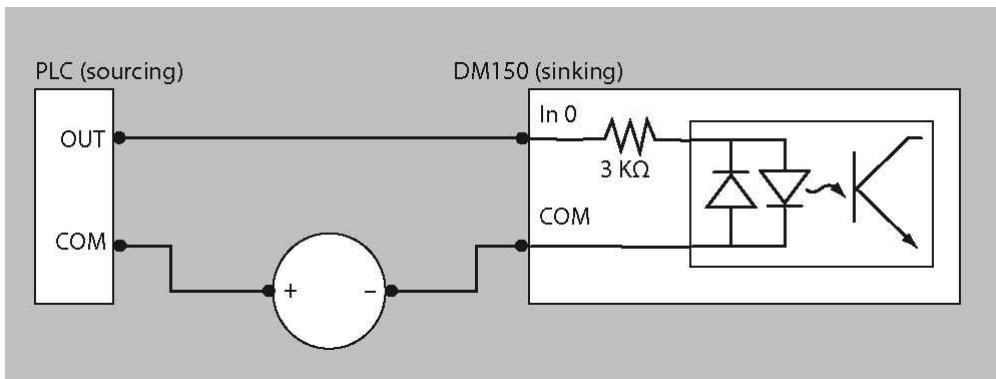 PLC (sourcing)
DM150 (sinking)
In 0
OUT
3 KΩ
COM
COM
+ −